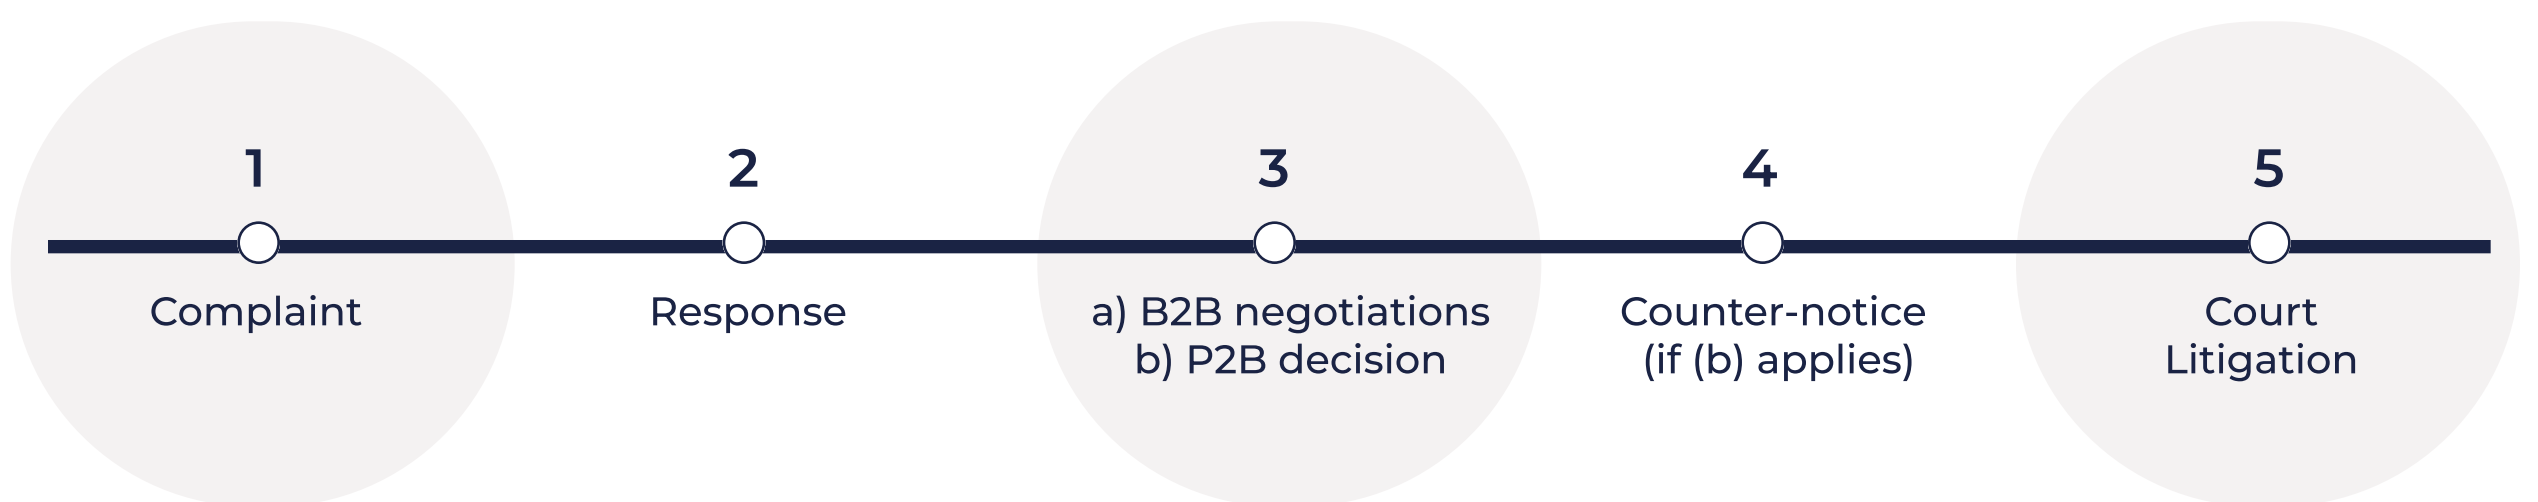 1
Complaint
2
Response
3
a) B2B negotiations
b) P2B decision
4
Counter-notice
(if (b) applies)
5
Court
Litigation